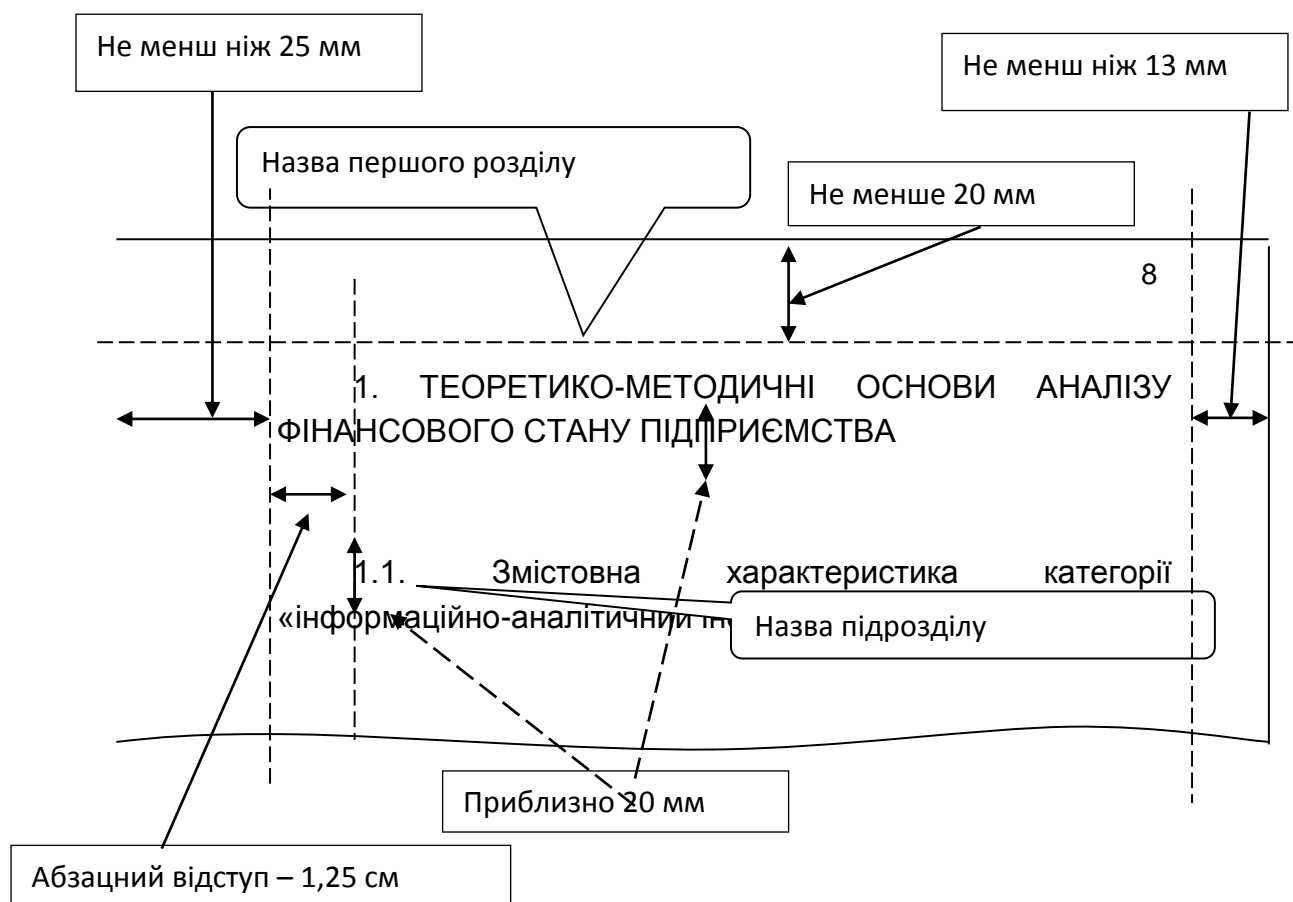 Не менш ніж 25 мм
Не менш ніж 13 мм
Назва першого розділу
Не менше 20 мм
8
1. ТЕОРЕТИКО-МЕТОДИЧНІ ОСНОВИ АНАЛІЗУ
ФІНАНСОВОГО СТАНУ ПІДПРИЄМСТВА
1.1. Змістовна характеристика категорії
«інформаційно-аналітичний
Назва підрозділу
Приблизно 20 мм
Абзацний відступ – 1,25 см